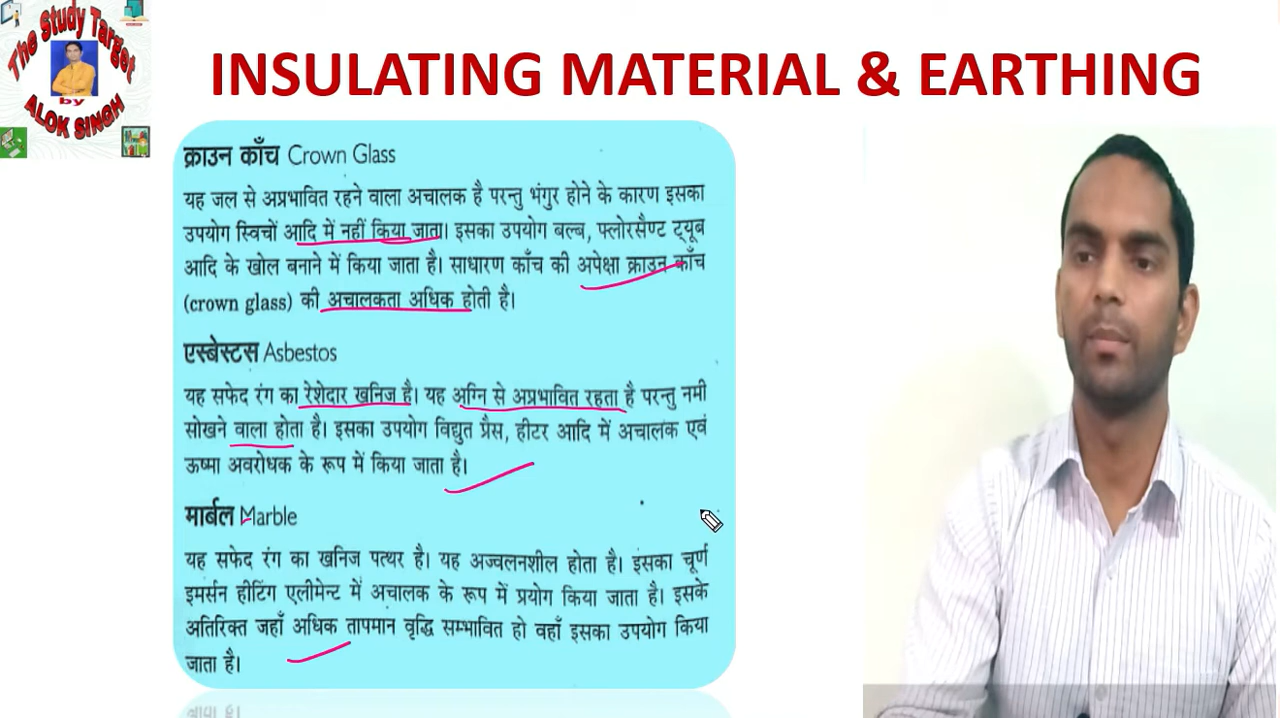 The Study Target
by
ALOK SINGH
INSULATING MATERIAL & EARTHING
क्राउन काँच Crown Glass
यह जल से अप्रभावित रहने वाला अचालक है परन्तु भंगुर होने के कारण इसका
उपयोग स्विचों आदि में नहीं किया जाता। इसका उपयोग बल्ब, फ्लोरसैण्ट ट्यूब
आदि के खोल बनाने में किया जाता है। साधारण काँच की अपेक्षा क्राउन काँच
(crown glass) की अचालकता अधिक होती है।
एस्बेस्टस Asbestos
यह सफेद रंग का रेशेदार खनिज है। यह अग्नि से अप्रभावित रहता है परन्तु नमी
सोखने वाला होता है। इसका उपयोग विद्युत प्रैस, हीटर आदि में अचालक एवं
ऊष्मा अवरोधक के रूप में किया जाता है।
मार्बल Marble
यह सफेद रंग का खनिज पत्थर है। यह अज्वलनशील होता है। इसका चूर्ण
इमर्सन हीटिंग एलीमेन्ट में अचालक के रूप में प्रयोग किया जाता है। इसके
अतिरिक्त जहाँ अधिक तापमान वृद्धि सम्भावित हो वहाँ इसका उपयोग किया
जाता है।